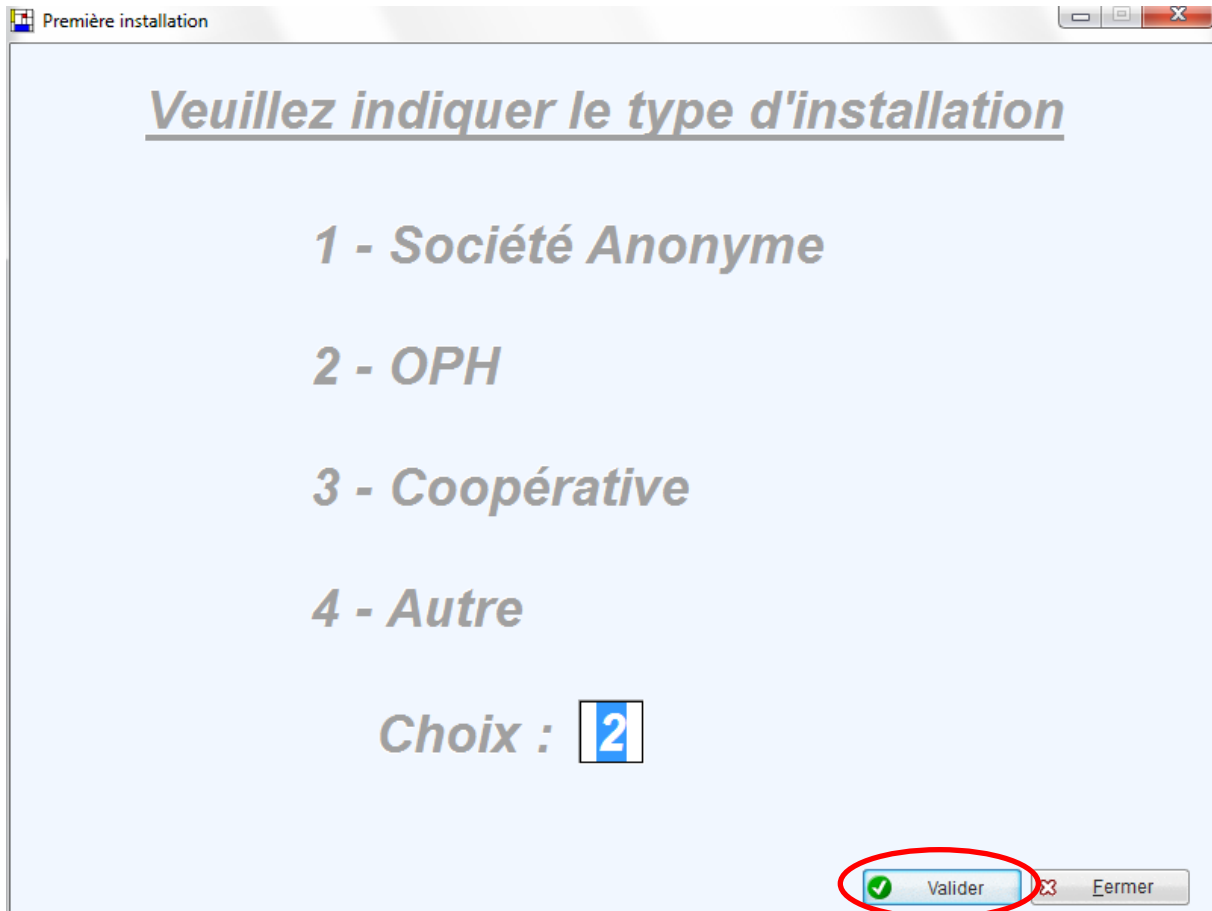 Première installation
Veuillez indiquer le type d'installation
1 - Société Anonyme
2 - OPH
3 - Coopérative
4 - Autre
Choix : 2
Valider Fermer